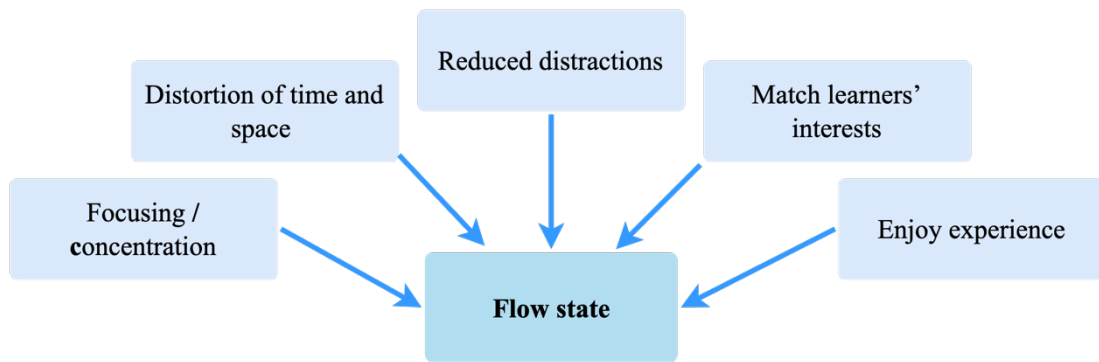 Reduced distractions
Distortion of time and
space
Match learners’
interests
Focusing /
concentration
Enjoy experience
Flow state